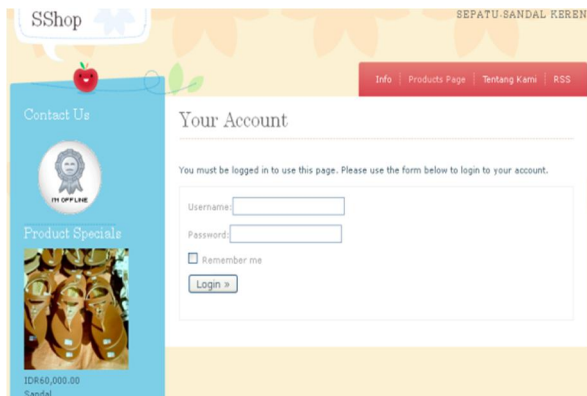 SShop
SEPATU-SANDAL KEREN
Info
Products Page
Tentang Kami
RSS
Contact Us
I'M OFFLINE
Product Specials
IDR60,000.00
Sandal
Your Account
You must be logged in to use this page. Please use the form below to login to your account.
Username:
Password:
Remember me
Login »